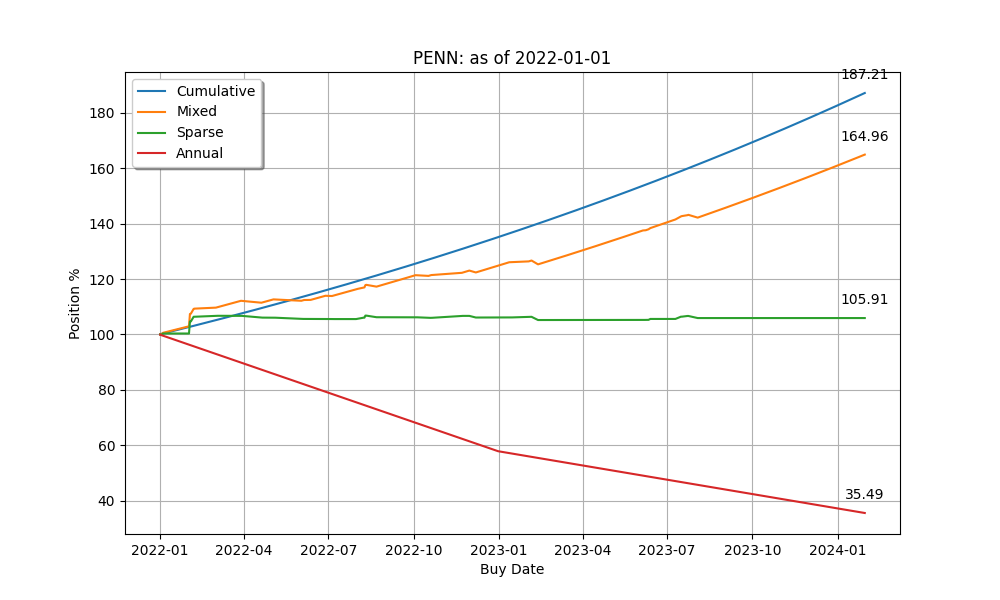 PENN: as of 2022-01-01
187.21
Cumulative
Mixed
Sparse
Annual
164.96
105.91
35.49
180
160
140
120
100
80
60
40
Position %
2022-01 2022-04 2022-07 2022-10 2023-01 2023-04 2023-07 2023-10 2024-01
Buy Date